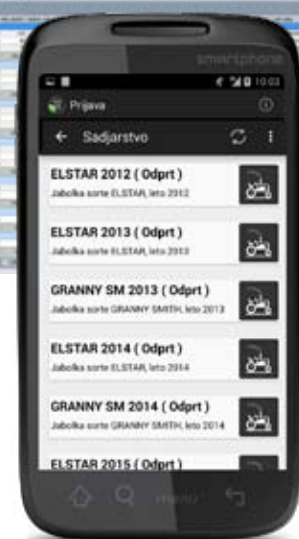 smartphone
10:03
Prijava
Sadjarstvo
ELSTAR 2012 ( Odprt )
Jabolka sorte ELSTAR, leto 2012
ELSTAR 2013 ( Odprt )
Jabolka sorte ELSTAR, leto 2013
GRANNY SM 2013 ( Odprt )
Jabolka sorte GRANNY SMITH, leto 2013
ELSTAR 2014 ( Odprt )
Jabolka sorte ELSTAR, leto 2014
GRANNY SM 2014 ( Odprt )
Jabolka sorte GRANNY SMITH, leto 2014
ELSTAR 2015 ( Odprt )
menu